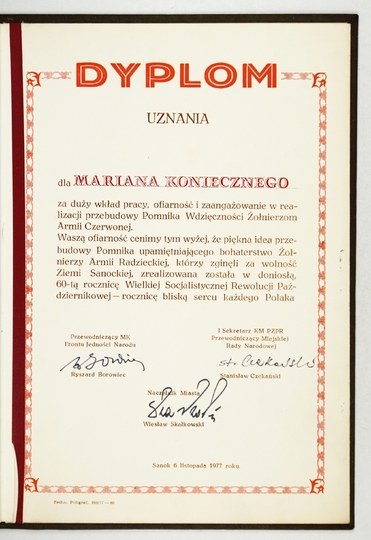 DYPLOM
UZNANIA
dla MARIANA KONIECZNEGO
za duży wkład pracy, ofiarność i zaangażowanie w rea-
lizacji przebudowy Pomnika Wdzięczności Żołnierzom
Armii Czerwonej.
Waszą ofiarność cenimy tym wyżej, że piękna idea prze-
budowy Pomnika upamiętniającego bohaterstwo Żoł-
nierzy Armii Radzieckiej, którzy zginęli za wolność
Ziemi Sanockiej, zrealizowana została w doniosłą,
60-tą rocznicę Wielkiej Socjalistycznej Rewolucji Paź-
dziernikowej — rocznicę bliską sercu każdego Polaka
Przewodniczący MK
Frontu Jedności Narodu
Ryszard Borowiec
I Sekretarz KM PZPR
Przewodniczący Miejskiej
Rady Narodowej
Stanisław Czekański
Naczelnik Miasta
Wiesław Skałkowski
Sanok 6 listopada 1977 roku